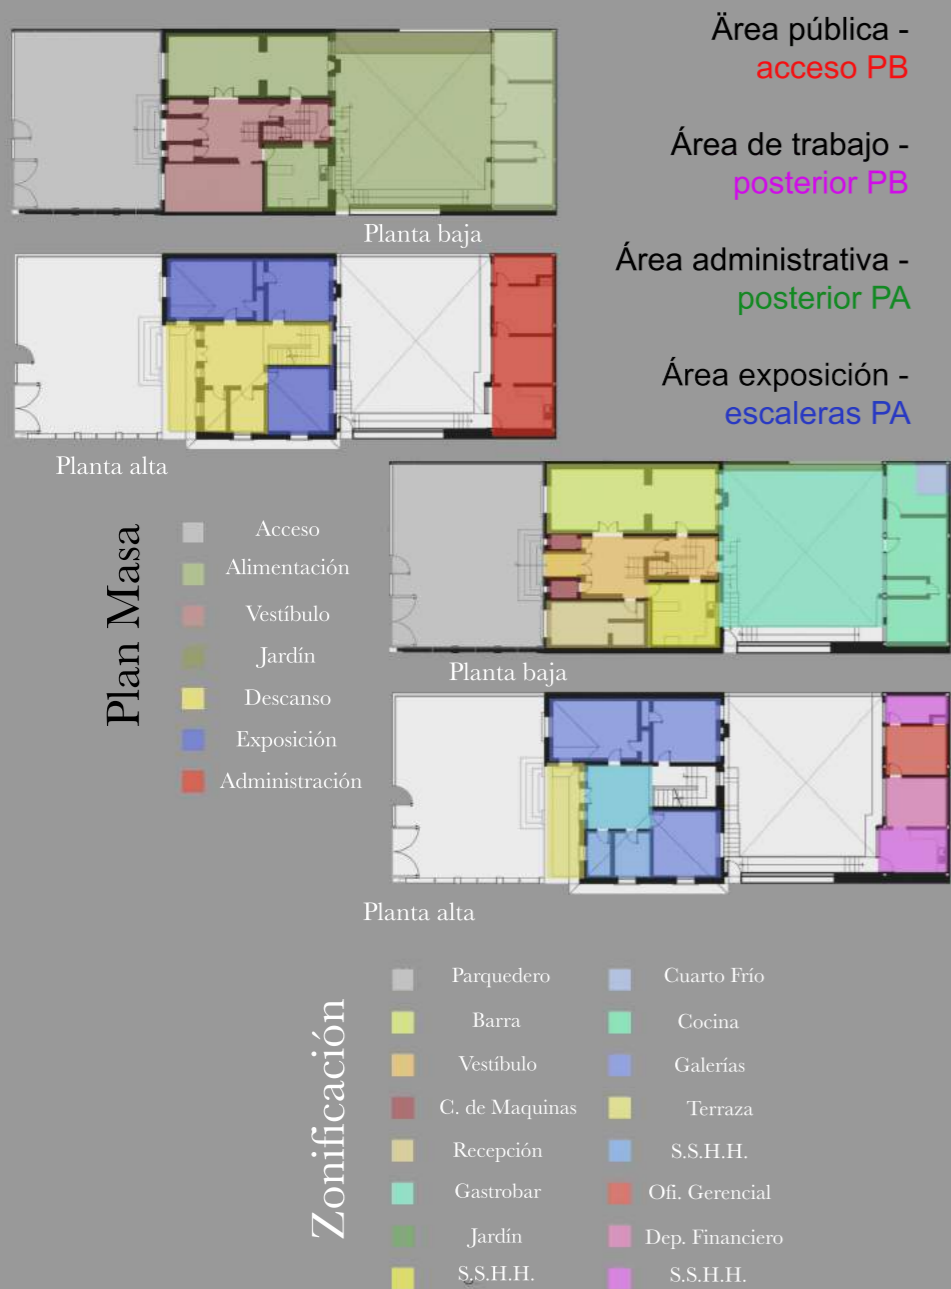 Ärea pública -
acceso PB
Área de trabajo -
posterior PB
Área administrativa -
posterior PA
Área exposición -
escaleras PA
Planta baja
Planta alta
Plan Masa
Acceso
Alimentación
Vestíbulo
Jardín
Descanso
Exposición
Administración
Planta baja
Planta alta
Zonificación
Parquedero
Barra
Vestíbulo
C. de Maquinas
Recepción
Gastrobar
Jardín
S.S.H.H.
Cuarto Frío
Cocina
Galerías
Terraza
S.S.H.H.
Ofi. Gerencial
Dep. Financiero
S.S.H.H.